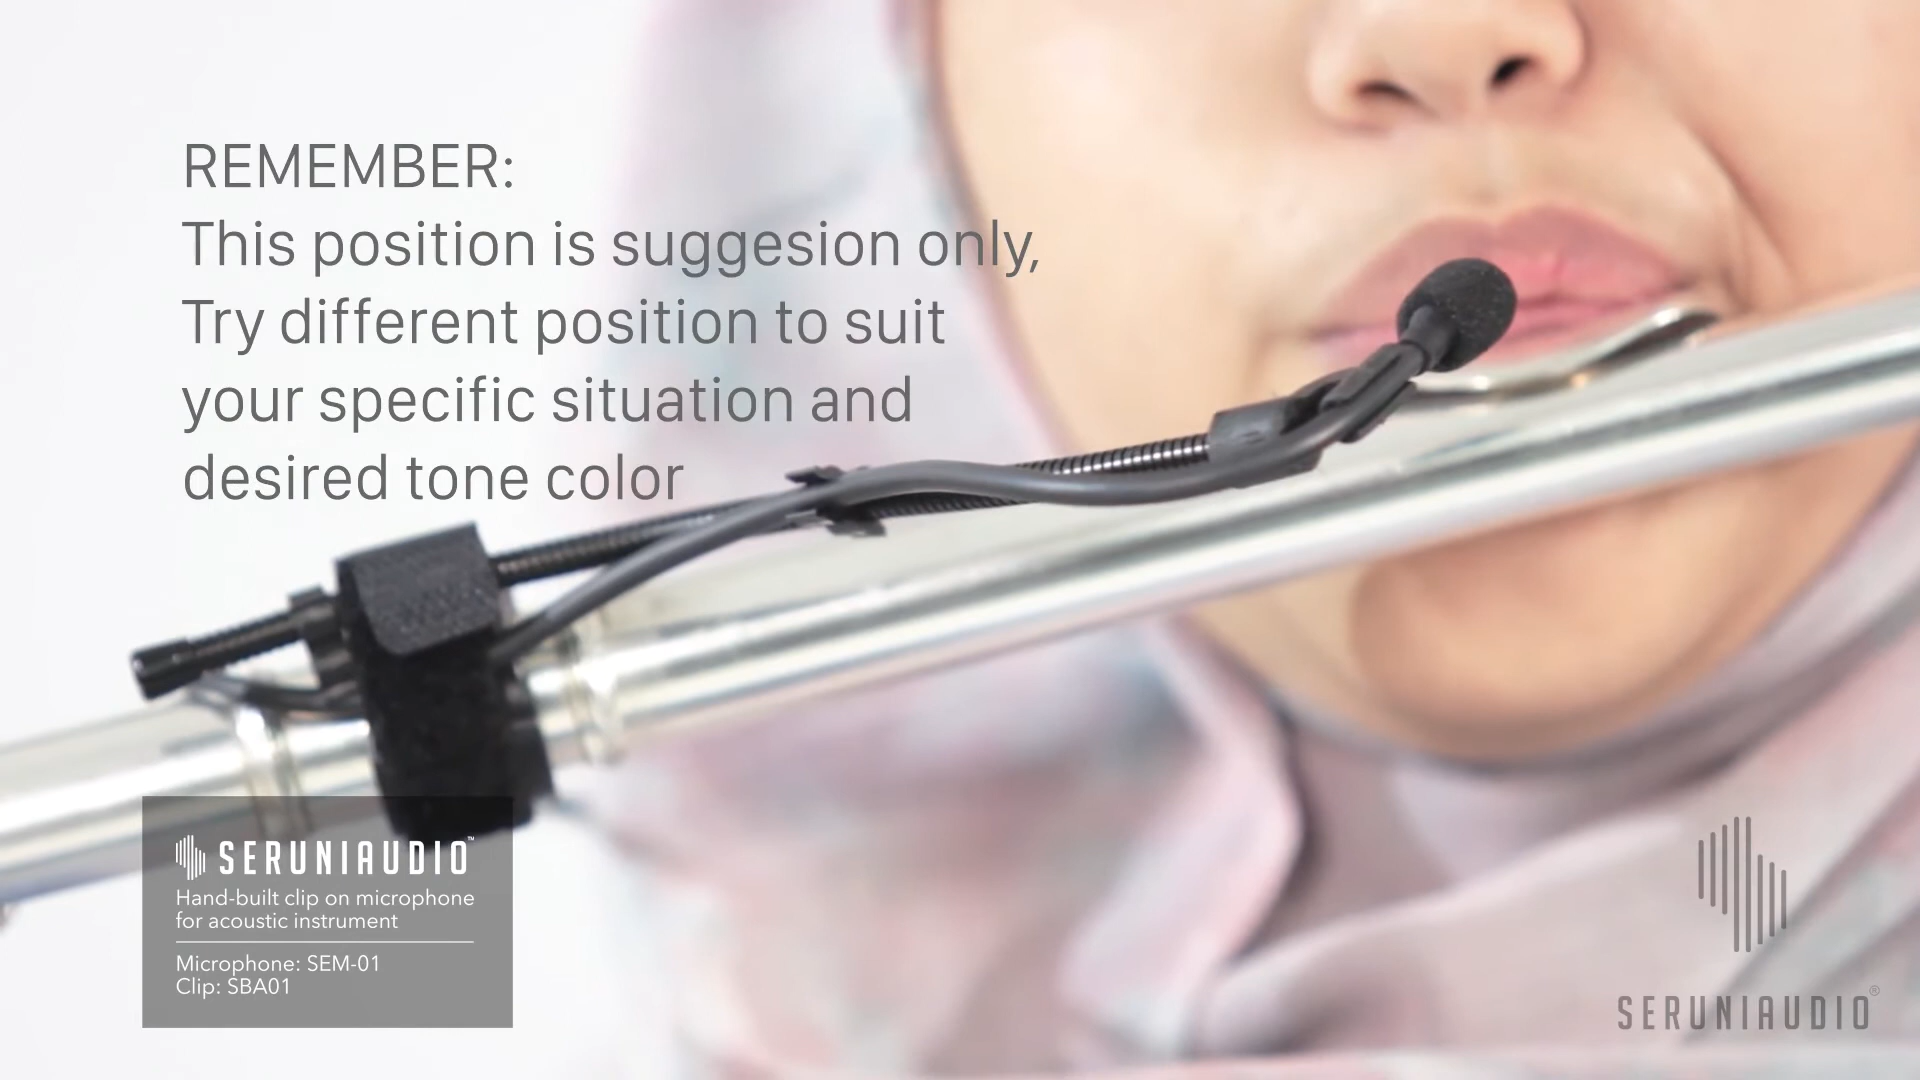 REMEMBER:
This position is suggesion only,
Try different position to suit
your specific situation and
desired tone color
SERUNIAUDIO™
Hand-built clip on microphone
for acoustic instrument
Microphone: SEM-01
Clip: SBA01
SERUNIAUDIO®